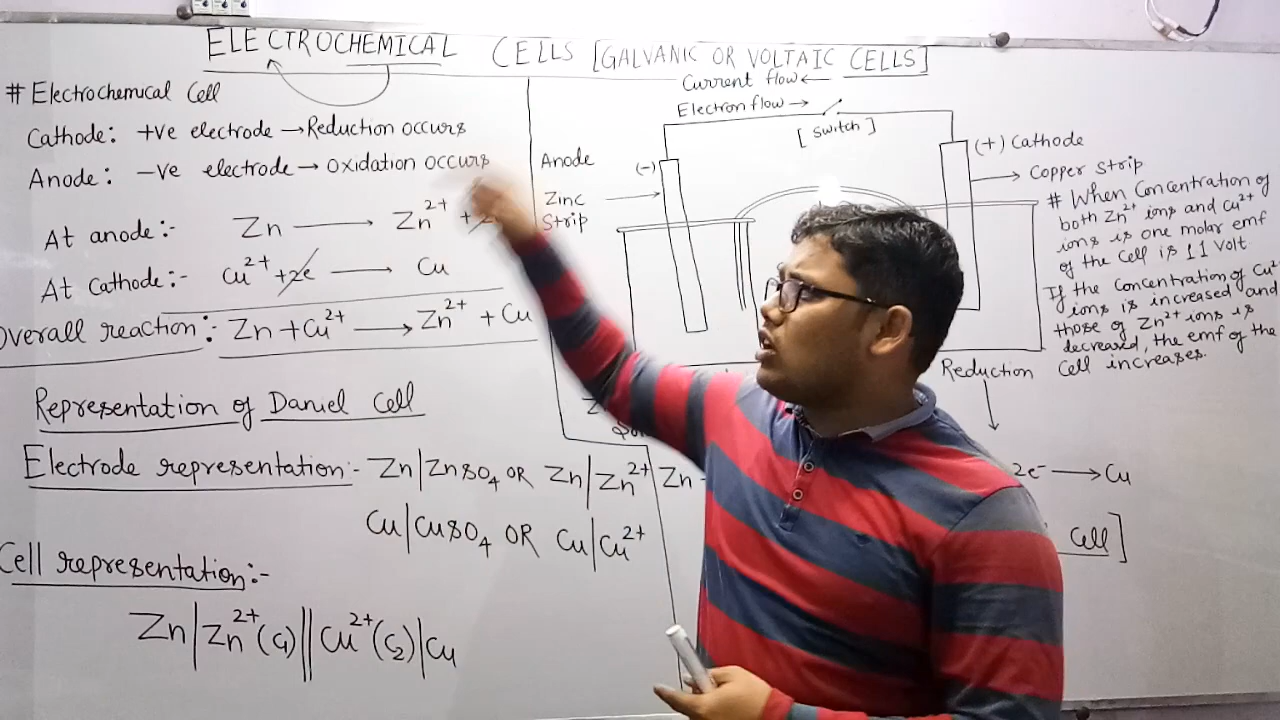 ELECTROCHEMICAL CELLS [GALVANIC OR VOLTAIC CELLS]
# Electrochemical Cell
Cathode: +ve electrode → Reduction occurs
Anode: -ve electrode → oxidation occurs
At anode :- Zn ⟶ Zn²⁺ +
At Cathode :- Cu²⁺ + 2e ⟶ Cu
Overall reaction :- Zn + Cu²⁺ ⟶ Zn²⁺ + Cu
Representation of Daniel Cell
Electrode representation :- Zn|ZnSO₄ OR Zn|Zn²⁺
Cu|CuSO₄ OR Cu|Cu²⁺
Cell representation :-
Zn|Zn²⁺(C₁)||Cu²⁺(C₂)|Cu
Current flow ←
Electron flow →
[Switch]
Anode (-)
Zinc
Strip
(+) Cathode
→ Copper Strip
# When Concentration of
both Zn²⁺ ions and Cu²⁺
ions is one molar emf
of the cell is 1.1 Volt
If the concentration of Cu²⁺
ions is increased and
those of Zn²⁺ ions is
decreased, the emf of the
cell increases.
Reduction
Zn -
2e⁻ ⟶ Cu
Cell]